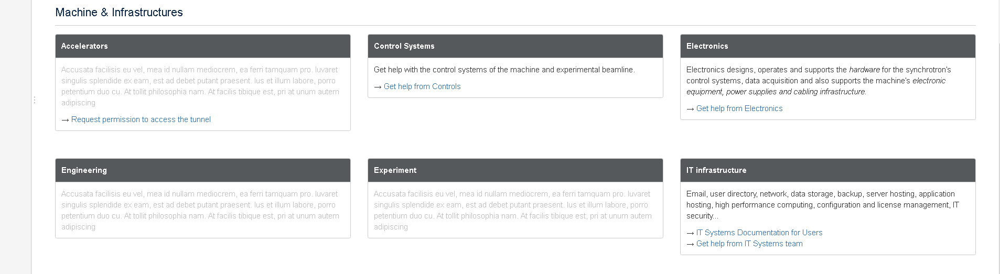 Machine & Infrastructures
Accelerators
Accusata facilisis eu vel, mea id nullam mediocrem, ea ferri tamquam pro. Iuvaret
singulis splendide ex eam, est ad debet putant praesent. Ius et illum labore, porro
petentium duo cu. At tollit philosophia nam. At facilis tibique est, pri at unum autem
adipiscing
→ Request permission to access the tunnel
Control Systems
Get help with the control systems of the machine and experimental beamline.
→ Get help from Controls
Electronics
Electronics designs, operates and supports the hardware for the synchrotron's
control systems, data acquisition and also supports the machine's electronic
equipment, power supplies and cabling infrastructure.
→ Get help from Electronics
Engineering
Accusata facilisis eu vel, mea id nullam mediocrem, ea ferri tamquam pro. Iuvaret
singulis splendide ex eam, est ad debet putant praesent. Ius et illum labore, porro
petentium duo cu. At tollit philosophia nam. At facilis tibique est, pri at unum autem
adipiscing
Experiment
Accusata facilisis eu vel, mea id nullam mediocrem, ea ferri tamquam pro. Iuvaret
singulis splendide ex eam, est ad debet putant praesent. Ius et illum labore, porro
petentium duo cu. At tollit philosophia nam. At facilis tibique est, pri at unum autem
adipiscing
IT infrastructure
Email, user directory, network, data storage, backup, server hosting, application
hosting, high performance computing, configuration and license management, IT
security...
→ IT Systems Documentation for Users
→ Get help from IT Systems team